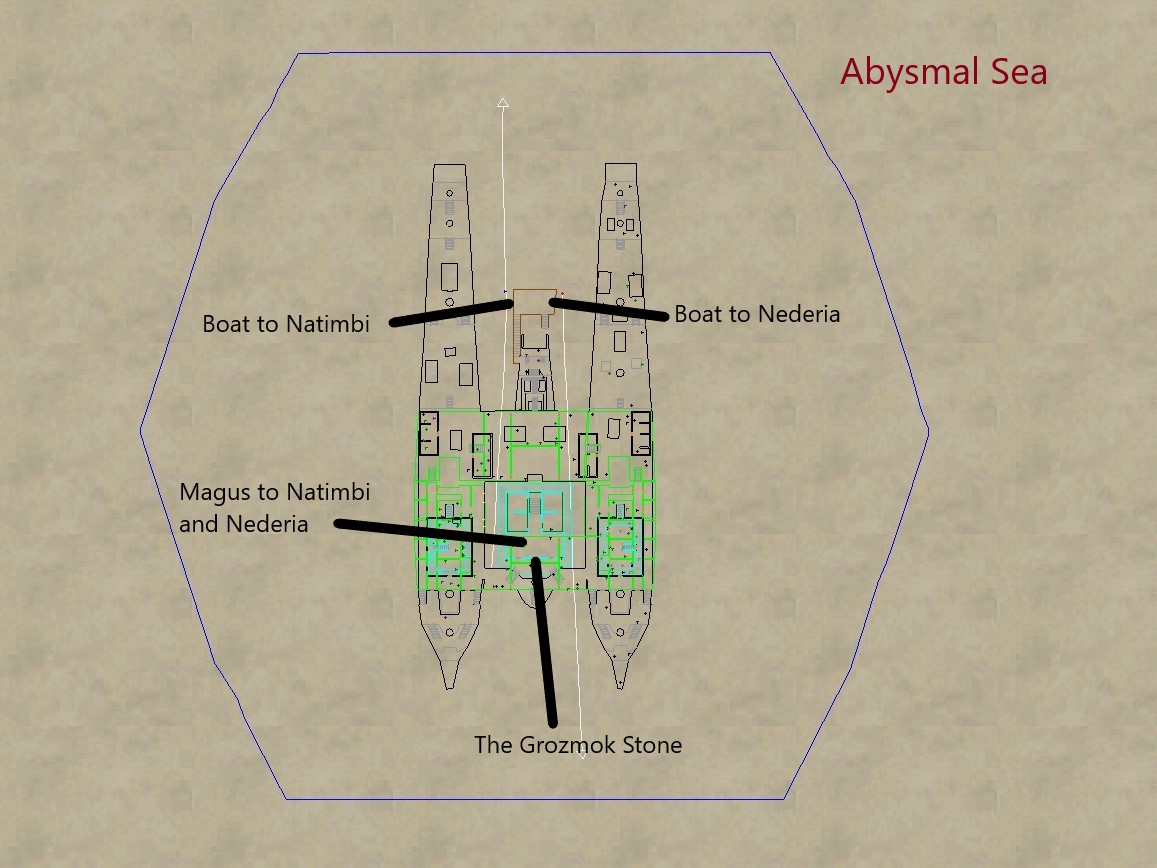 Abysmal Sea
Boat to Natimbi
Boat to Nederia
Magus to Natimbi
and Nederia
The Grozmok Stone